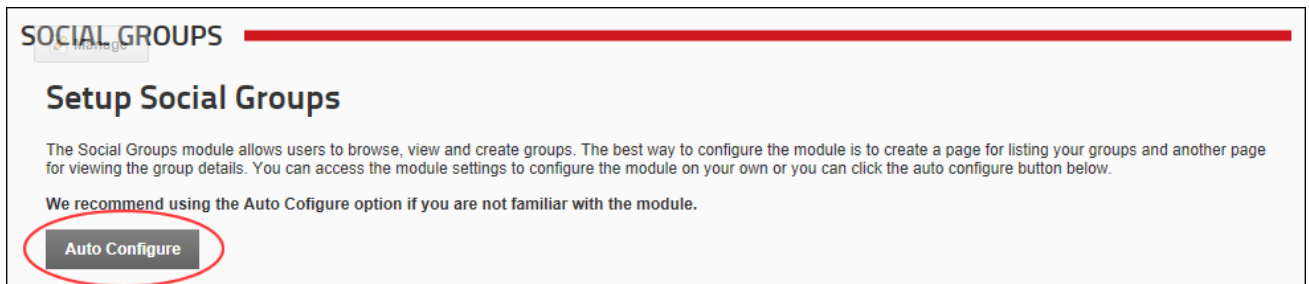 SOCIAL GROUPS
Manage
Setup Social Groups
The Social Groups module allows users to browse, view and create groups. The best way to configure the module is to create a page for listing your groups and another page
for viewing the group details. You can access the module settings to configure the module on your own or you can click the auto configure button below.
We recommend using the Auto Cofigure option if you are not familiar with the module.
Auto Configure